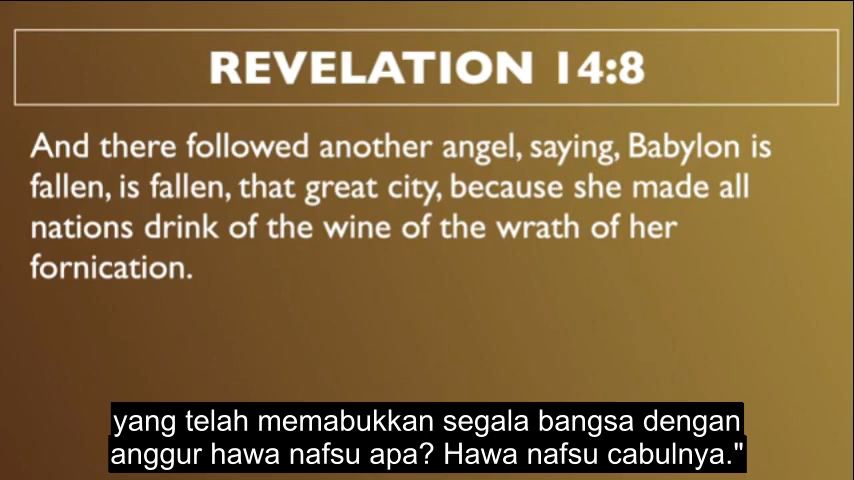 REVELATION 14:8
And there followed another angel, saying, Babylon is
fallen, is fallen, that great city, because she made all
nations drink of the wine of the wrath of her
fornication.
yang telah memabukkan segala bangsa dengan
anggur hawa nafsu apa? Hawa nafsu cabulnya."